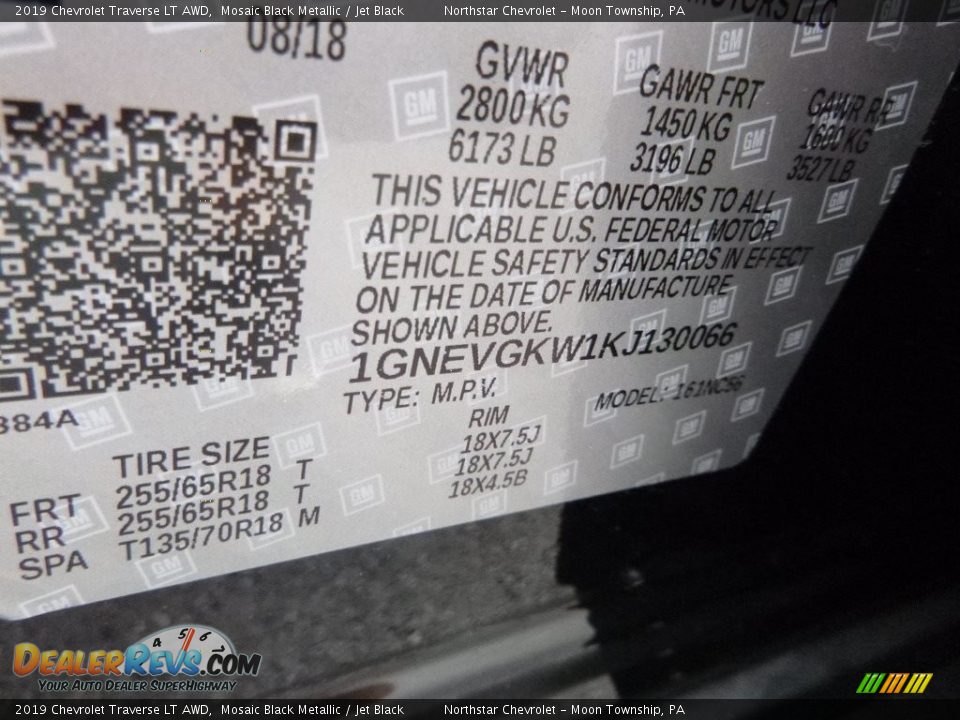 2019 Chevrolet Traverse LT AWD, Mosaic Black Metallic / Jet Black Northstar Chevrolet – Moon Township, PA
MOTORS LLC
08/18
GVWR GAWR FRT GAWR RR
2800 KG 1450 KG 1600 KG
6173 LB 3196 LB 3527 LB
THIS VEHICLE CONFORMS TO ALL
APPLICABLE U.S. FEDERAL MOTOR
VEHICLE SAFETY STANDARDS IN EFFECT
ON THE DATE OF MANUFACTURE
SHOWN ABOVE.
1GNEVGKW1KJ130066
TYPE: M.P.V. MODEL: 161NC56
384A
TIRE SIZE RIM
FRT 255/65R18 T 18X7.5J
RR 255/65R18 T 18X7.5J
SPA T135/70R18 M 18X4.5B
GM
DealerRevs.com
Your Auto Dealer SuperHighway
2019 Chevrolet Traverse LT AWD, Mosaic Black Metallic / Jet Black Northstar Chevrolet – Moon Township, PA